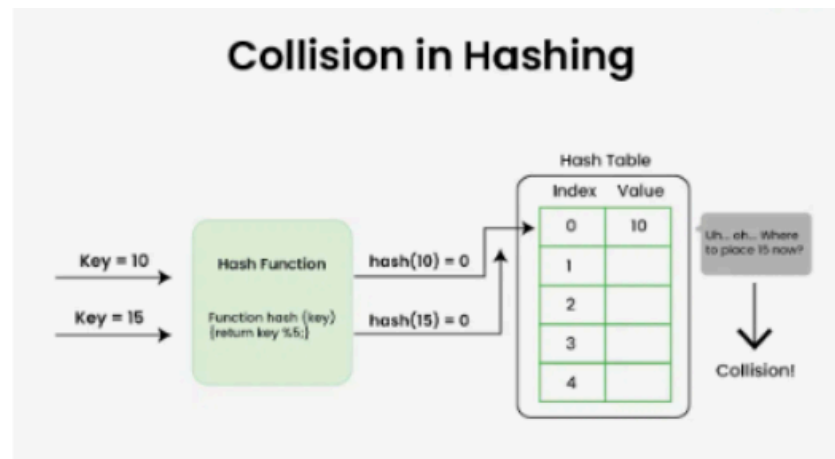 Collision in Hashing
Hash Table
Index Value
0 10
1
2
3
4
Key = 10
Key = 15
Hash Function
Function hash (key)
{return key %5;}
hash(10) = 0
hash(15) = 0
Uh... oh... Where
to place 15 now?
Collision!